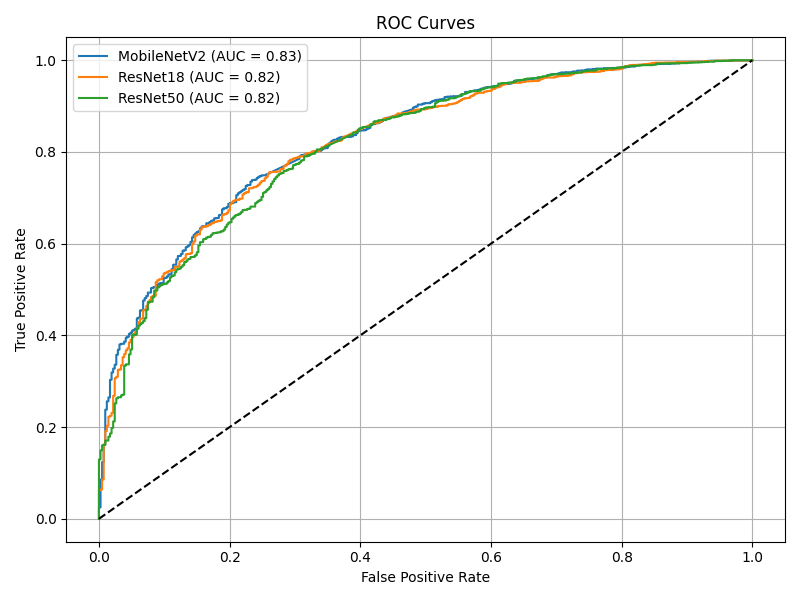 ROC Curves
MobileNetV2 (AUC = 0.83)
ResNet18 (AUC = 0.82)
ResNet50 (AUC = 0.82)
1.0
0.8
0.6
0.4
0.2
0.0
True Positive Rate
0.0 0.2 0.4 0.6 0.8 1.0
False Positive Rate